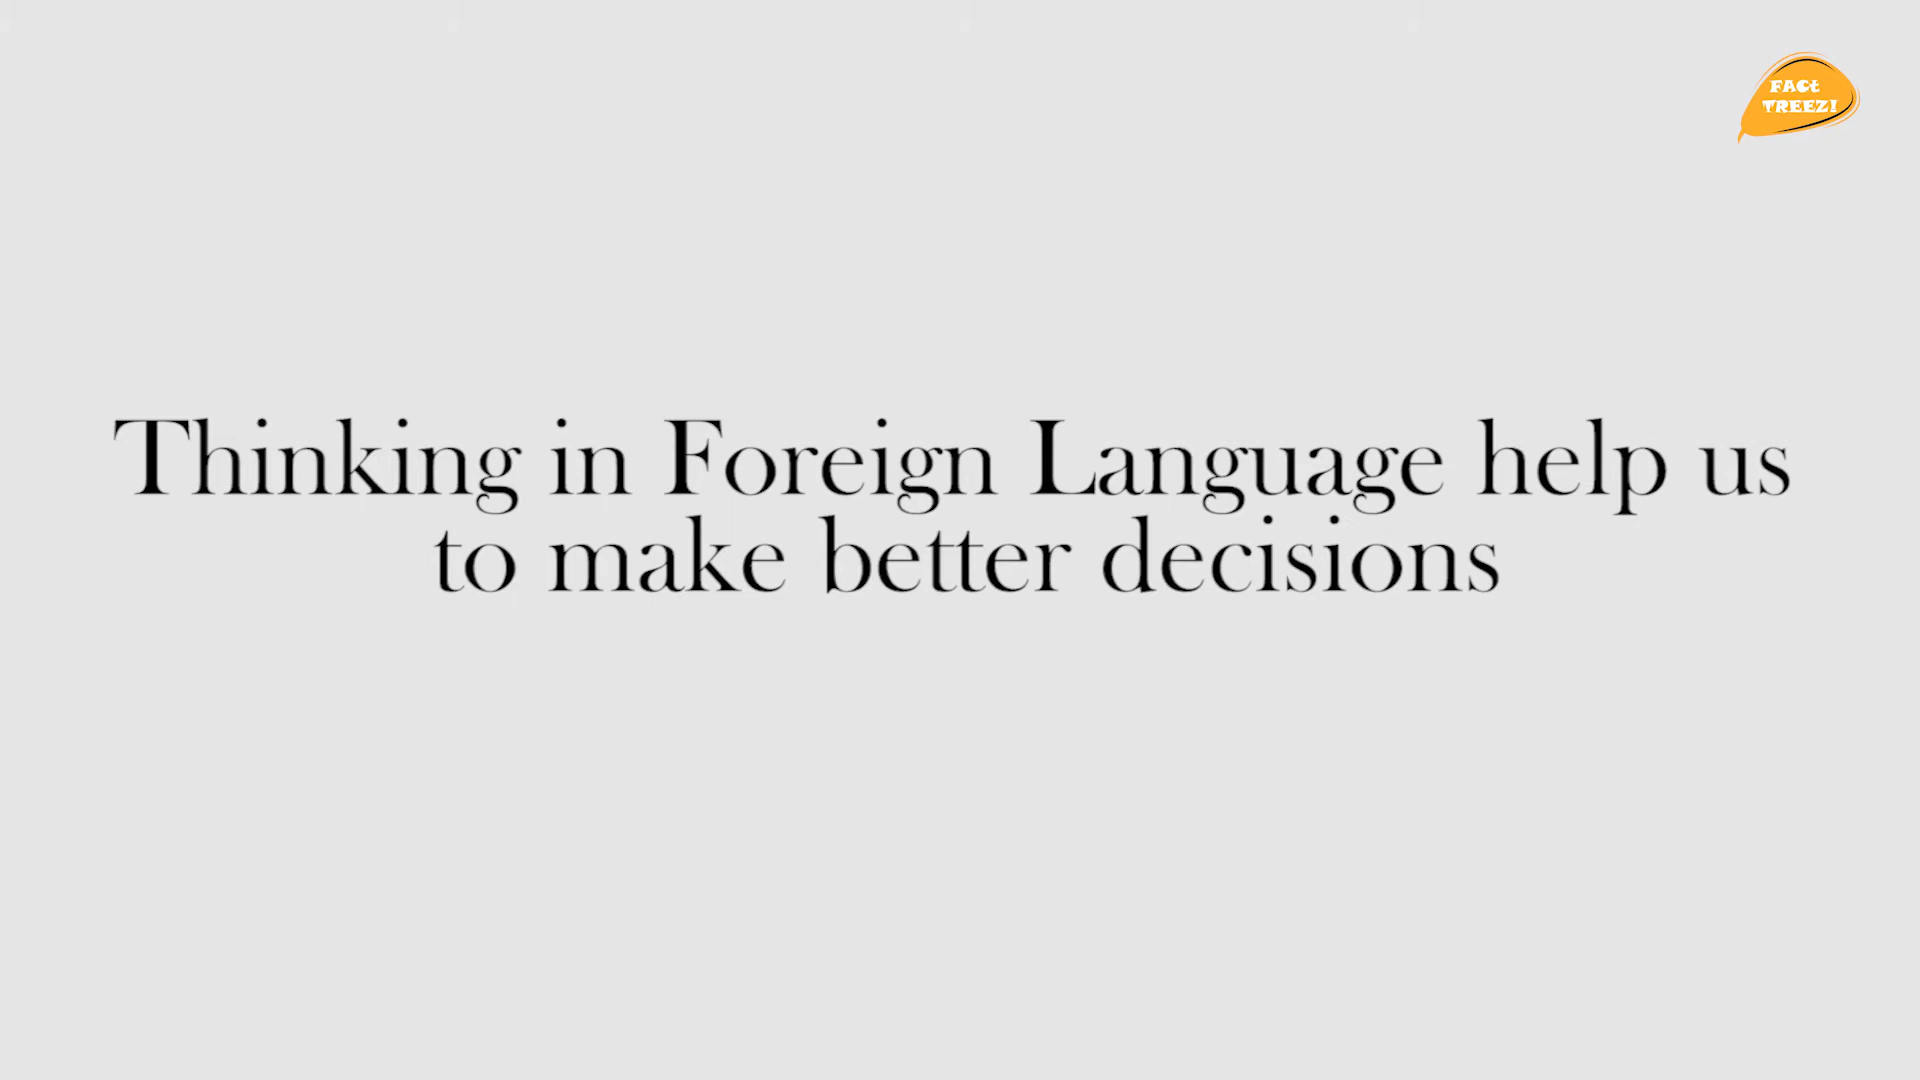 FACt
TREEZ!
Thinking in Foreign Language help us
to make better decisions